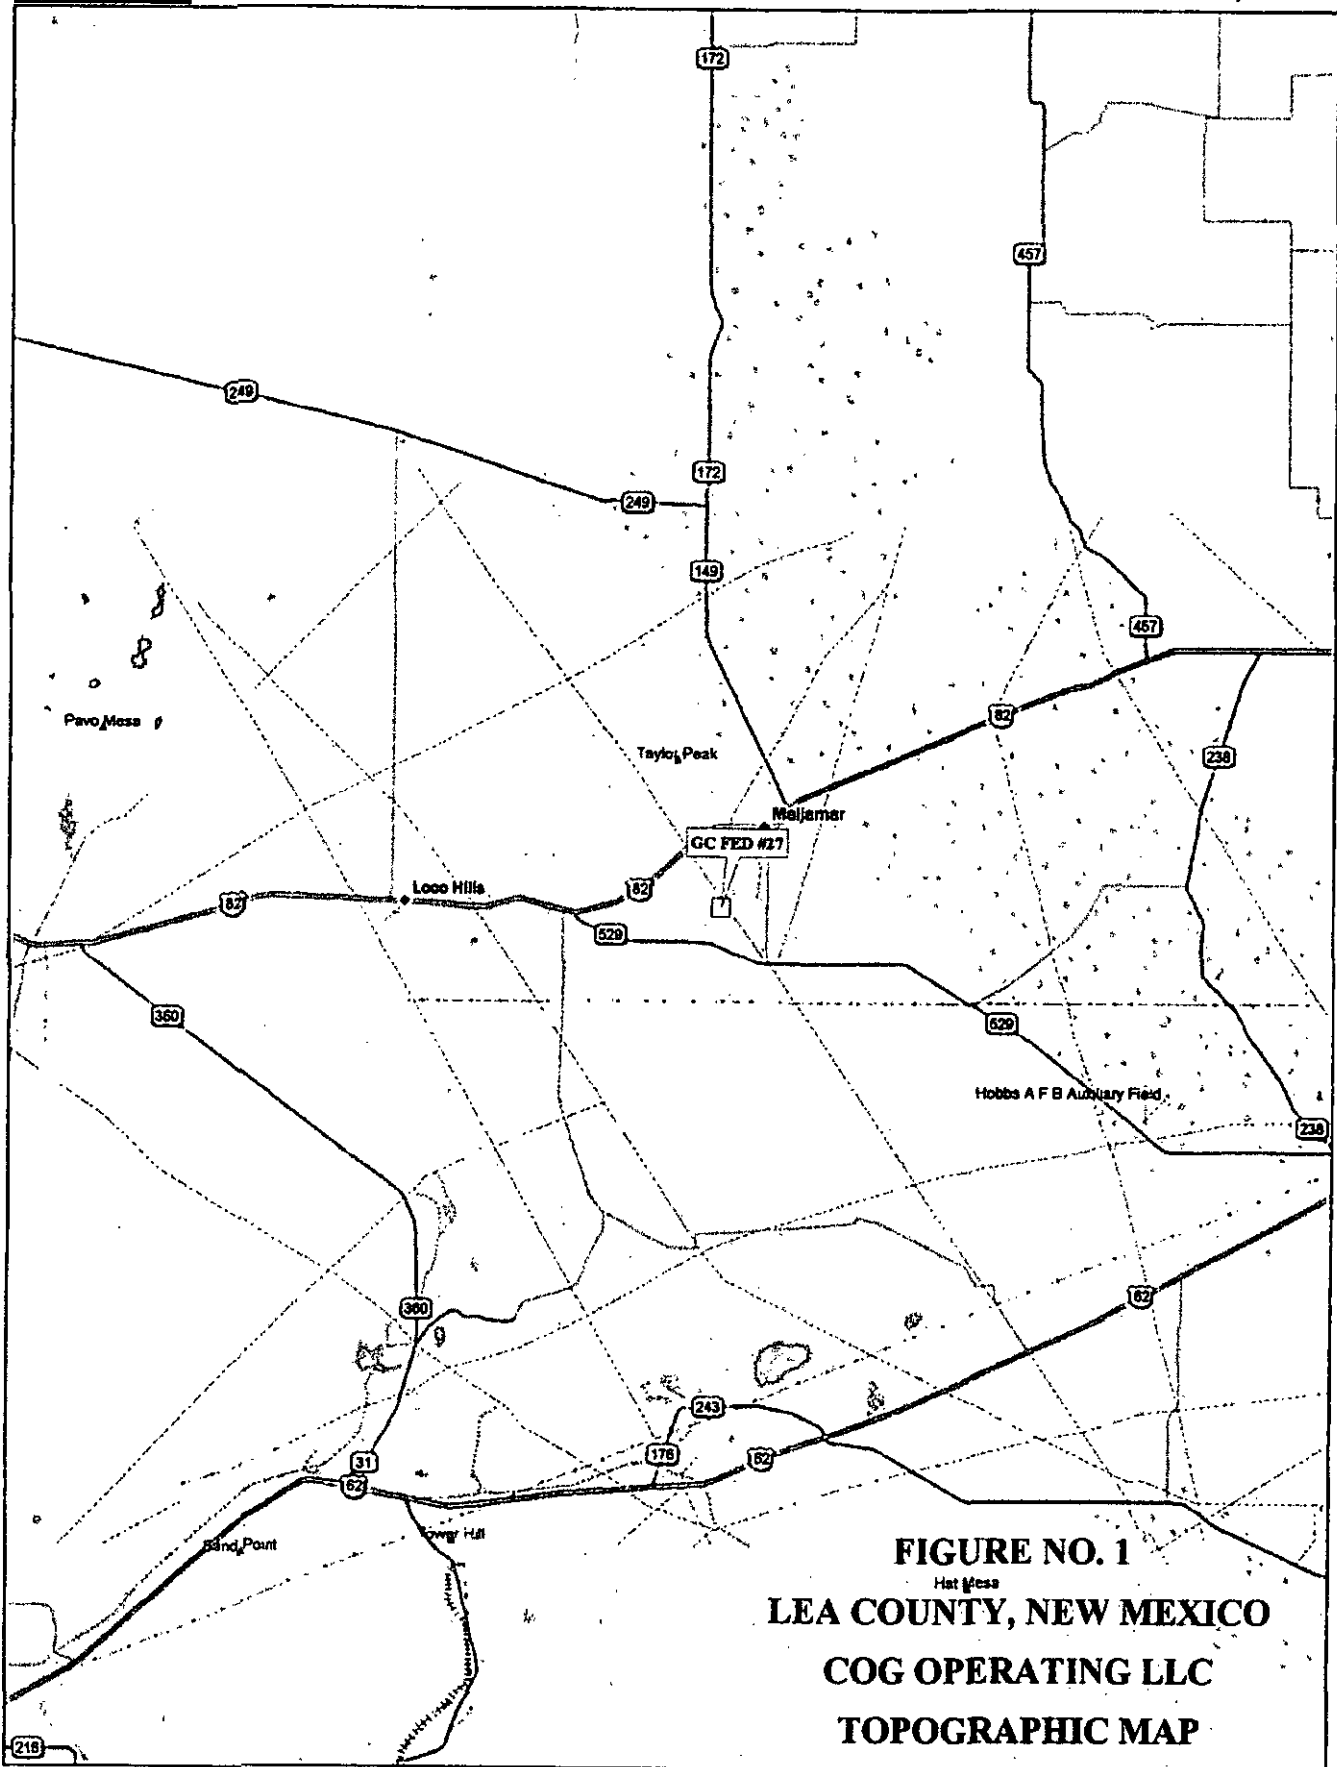 172
457
249
172
249
149
457
82
Pavo Mesa
Taylor Peak
238
Maljamar
GC FED #27
Loco Hills
82
82
529
360
529
Hobbs A F B Auxiliary Field
238
360
62
243
31
176
62
62
Tower Hill
Sand Point
FIGURE NO. 1
Hat Mesa
LEA COUNTY, NEW MEXICO
COG OPERATING LLC
TOPOGRAPHIC MAP
216